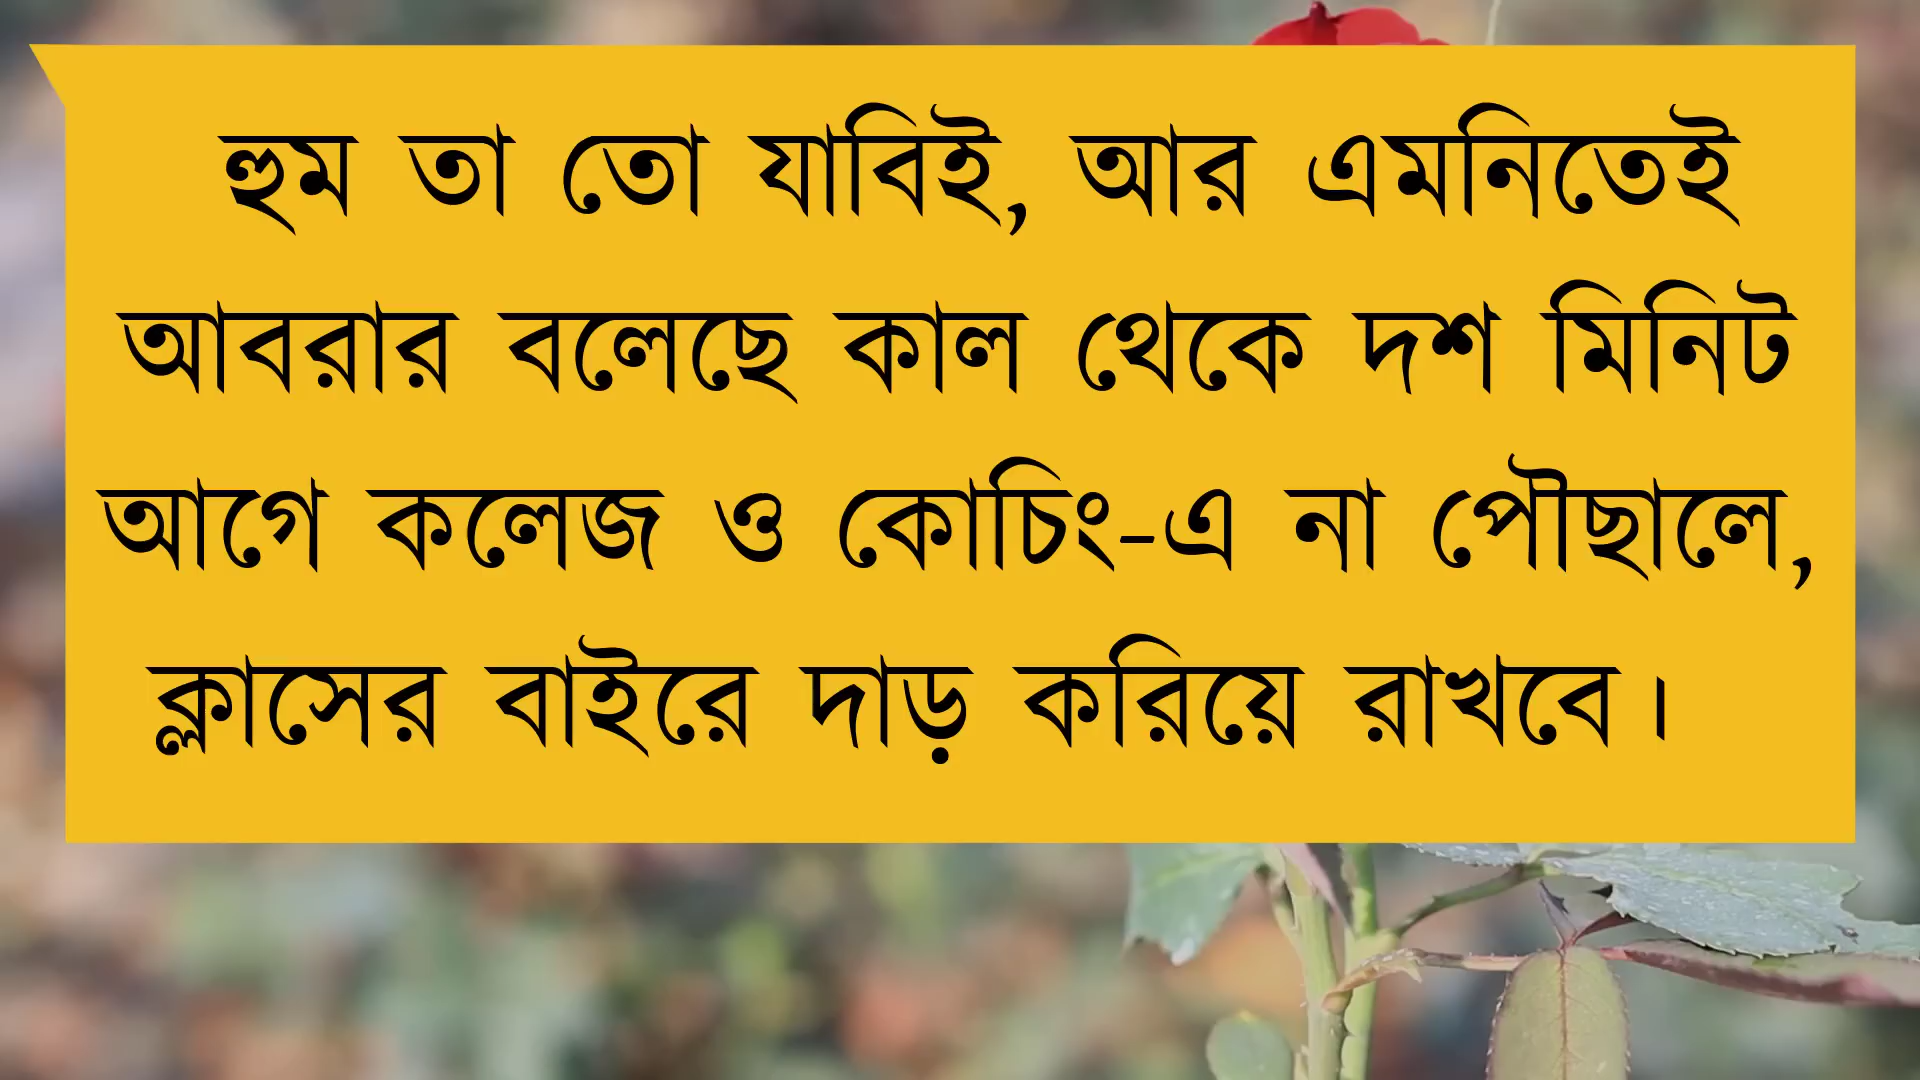 হুম তা তো যাবিই, আর এমনিতেই
আবরার বলেছে কাল থেকে দশ মিনিট
আগে কলেজ ও কোচিং-এ না পৌছালে,
ক্লাসের বাইরে দাড় করিয়ে রাখবে।